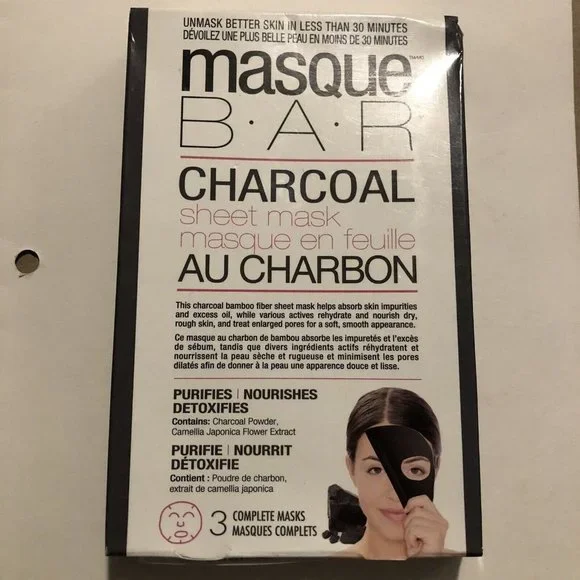 UNMASK BETTER SKIN IN LESS THAN 30 MINUTES
DÉVOILEZ UNE PLUS BELLE PEAU EN MOINS DE 30 MINUTES
masque
B·A·R
CHARCOAL
sheet mask
masque en feuille
AU CHARBON
This charcoal bamboo fiber sheet mask helps absorb skin impurities
and excess oil, while various actives rehydrate and nourish dry,
rough skin, and treat enlarged pores for a soft, smooth appearance.
Ce masque au charbon de bambou absorbe les impuretés et l'excès
de sébum, tandis que divers ingrédients actifs réhydratent et
nourrissent la peau sèche et rugueuse et minimisent les pores
dilatés afin de donner à la peau une apparence douce et lisse.
PURIFIES | NOURISHES
DETOXIFIES
Contains: Charcoal Powder,
Camellia Japonica Flower Extract
PURIFIE | NOURRIT
DÉTOXIFIE
Contient : Poudre de charbon,
extrait de camellia japonica
3 COMPLETE MASKS
MASQUES COMPLETS